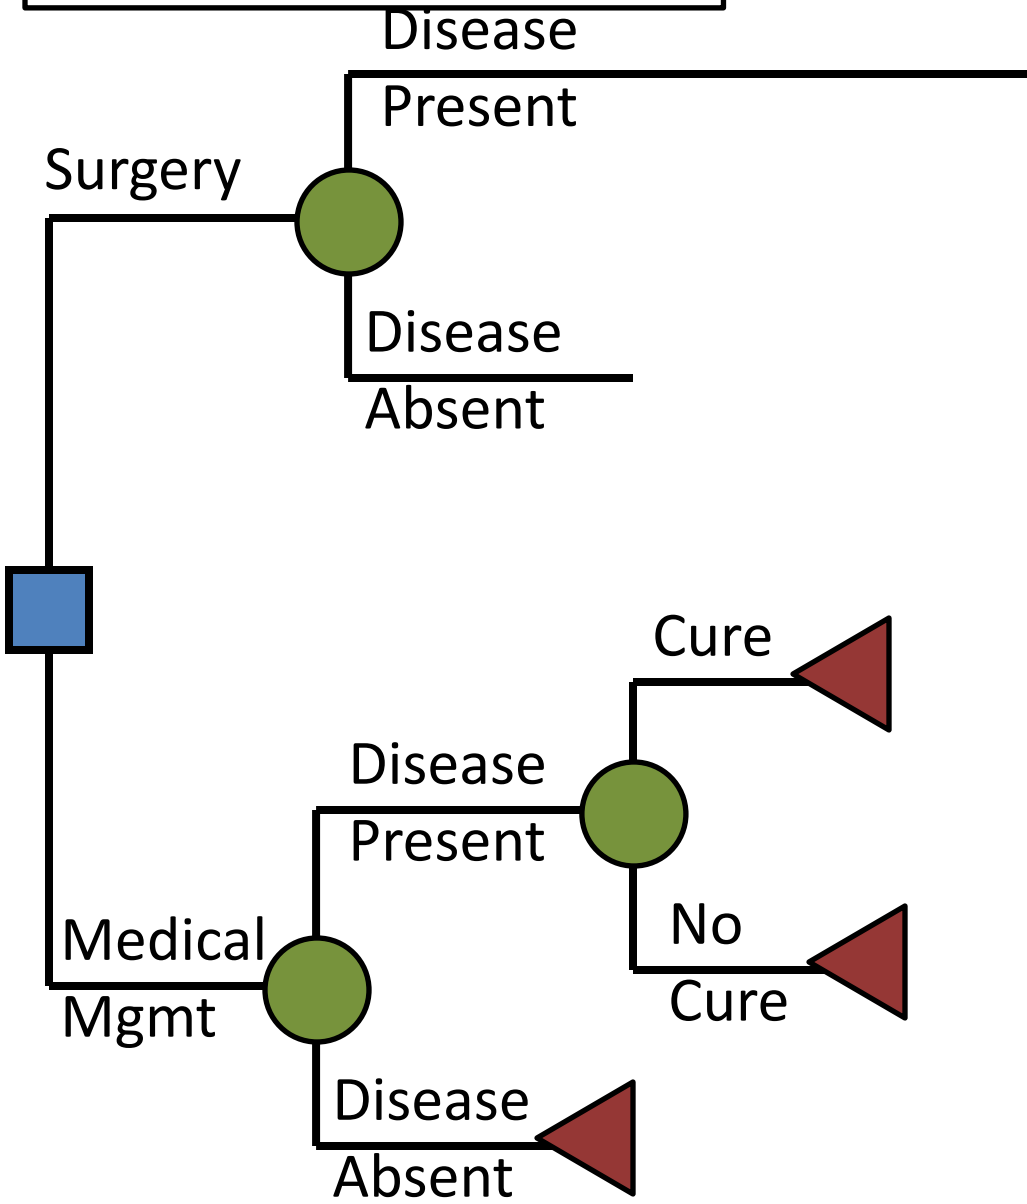 Disease
Present
Surgery
Disease
Absent
Cure
Disease
Present
No
Cure
Medical
Mgmt
Disease
Absent